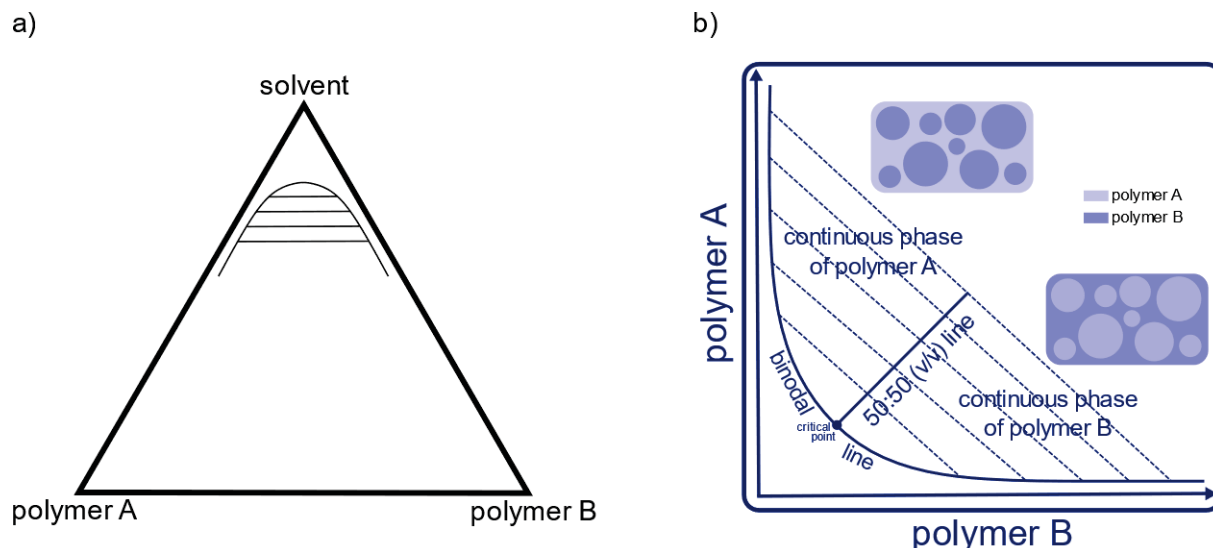 a)
solvent
polymer A
polymer B
b)
polymer A
polymer B
continuous phase
of polymer A
polymer A
polymer B
50:50 (v/v) line
continuous phase
of polymer B
binodal
critical
point
line